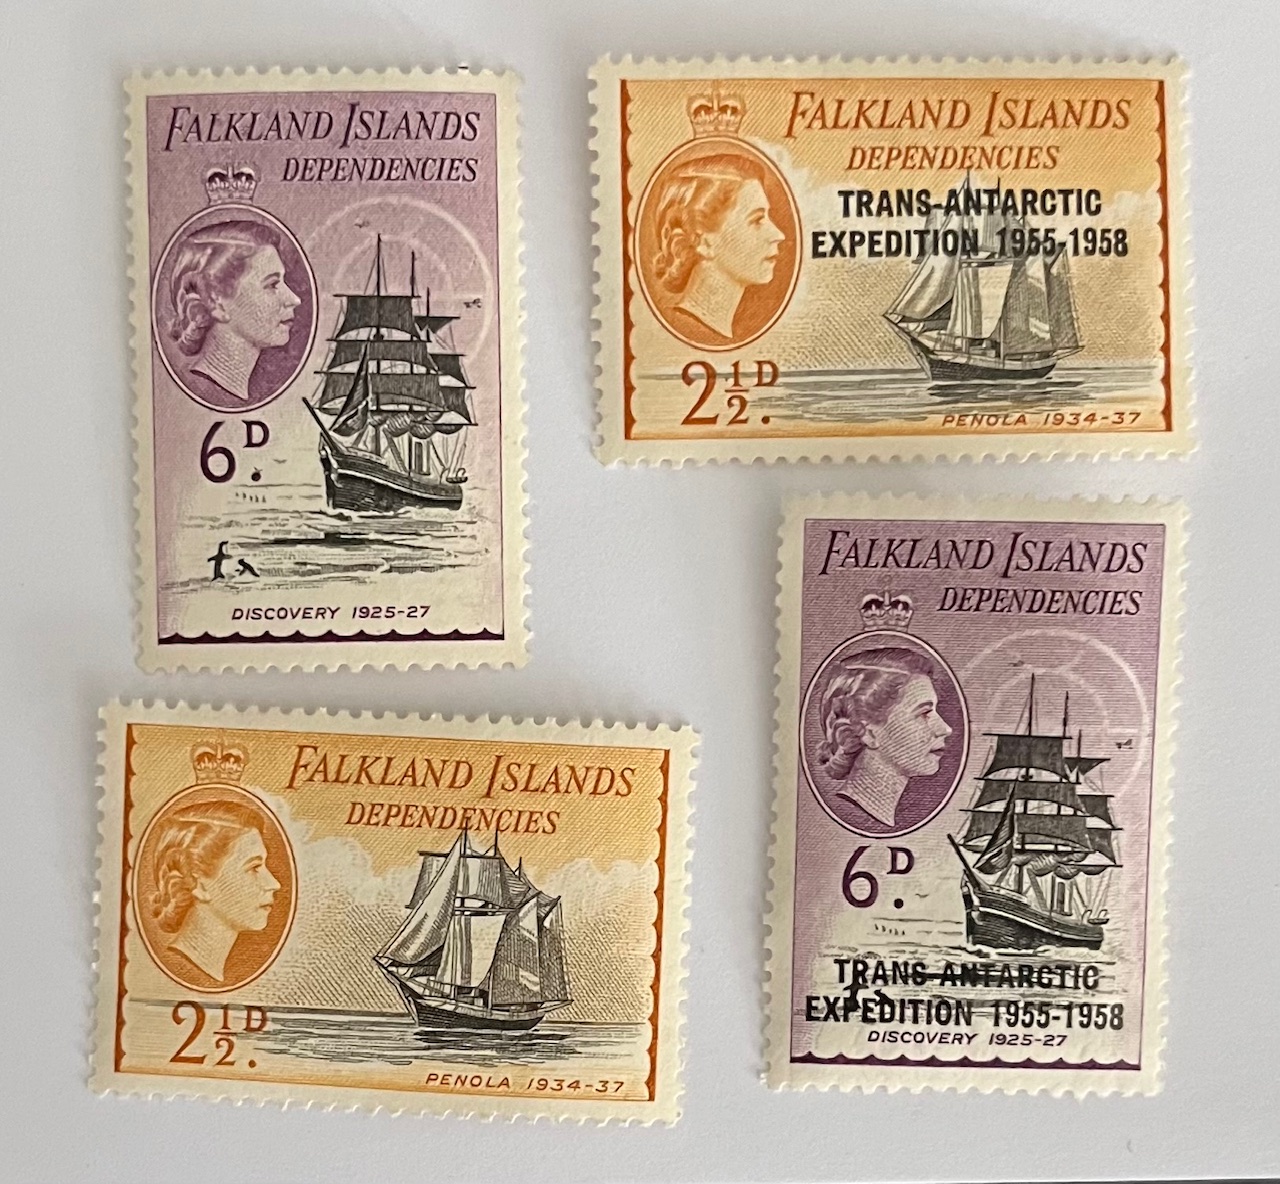 FALKLAND ISLANDS
DEPENDENCIES
6D.
DISCOVERY 1925-27
FALKLAND ISLANDS
DEPENDENCIES
TRANS-ANTARCTIC
EXPEDITION 1955-1958
2½D.
PENOLA 1934-37
FALKLAND ISLANDS
DEPENDENCIES
2½D.
PENOLA 1934-37
FALKLAND ISLANDS
DEPENDENCIES
6D.
TRANS-ANTARCTIC
EXPEDITION 1955-1958
DISCOVERY 1925-27